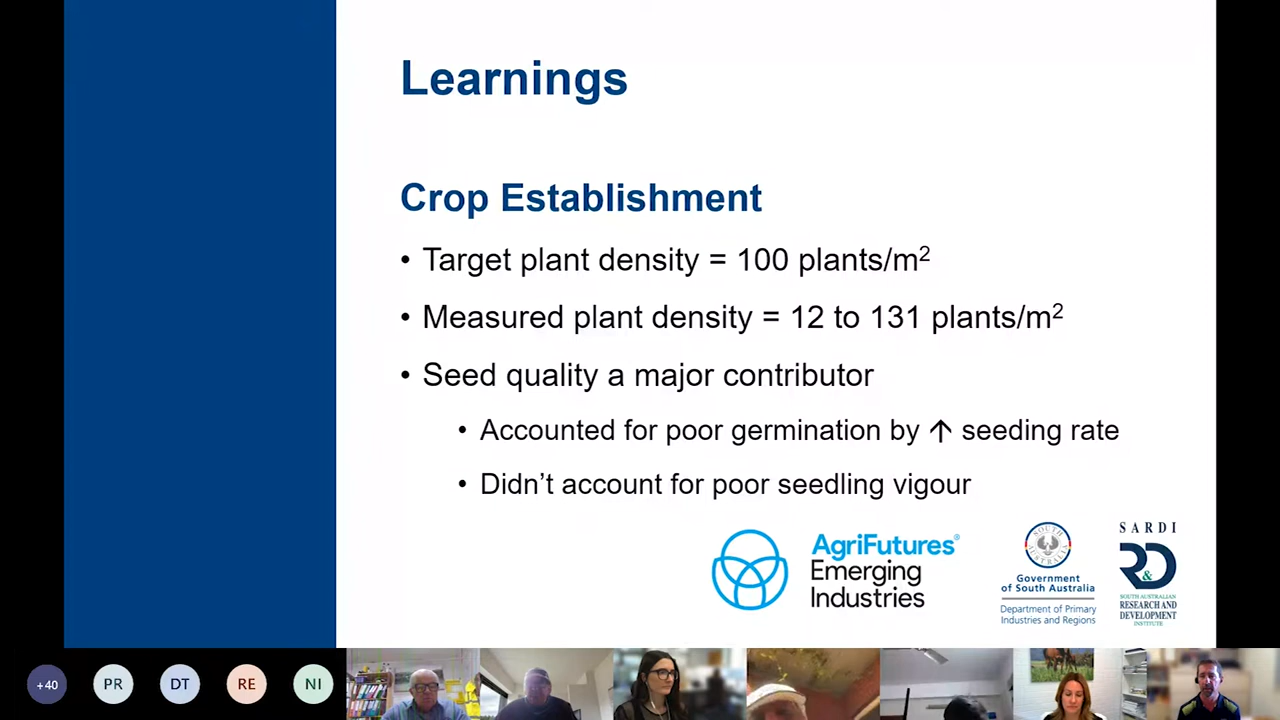 Learnings
Crop Establishment
• Target plant density = 100 plants/m²
• Measured plant density = 12 to 131 plants/m²
• Seed quality a major contributor
• Accounted for poor germination by ↑ seeding rate
• Didn't account for poor seedling vigour
AgriFutures®
Emerging
Industries
SOUTH
AUSTRALIA
Government
of South Australia
Department of Primary
Industries and Regions
SARDI
R&D
SOUTH AUSTRALIAN
RESEARCH AND
DEVELOPMENT
INSTITUTE
+40 PR DT RE NI